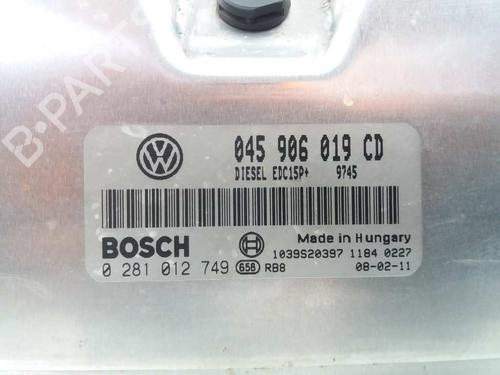 B-PARTS
045 906 019 CD
DIESEL EDC15P+ 9745
BOSCH
Made in Hungary
1039S20397 1184 0227
0 281 012 749 658 RB8 08-02-11